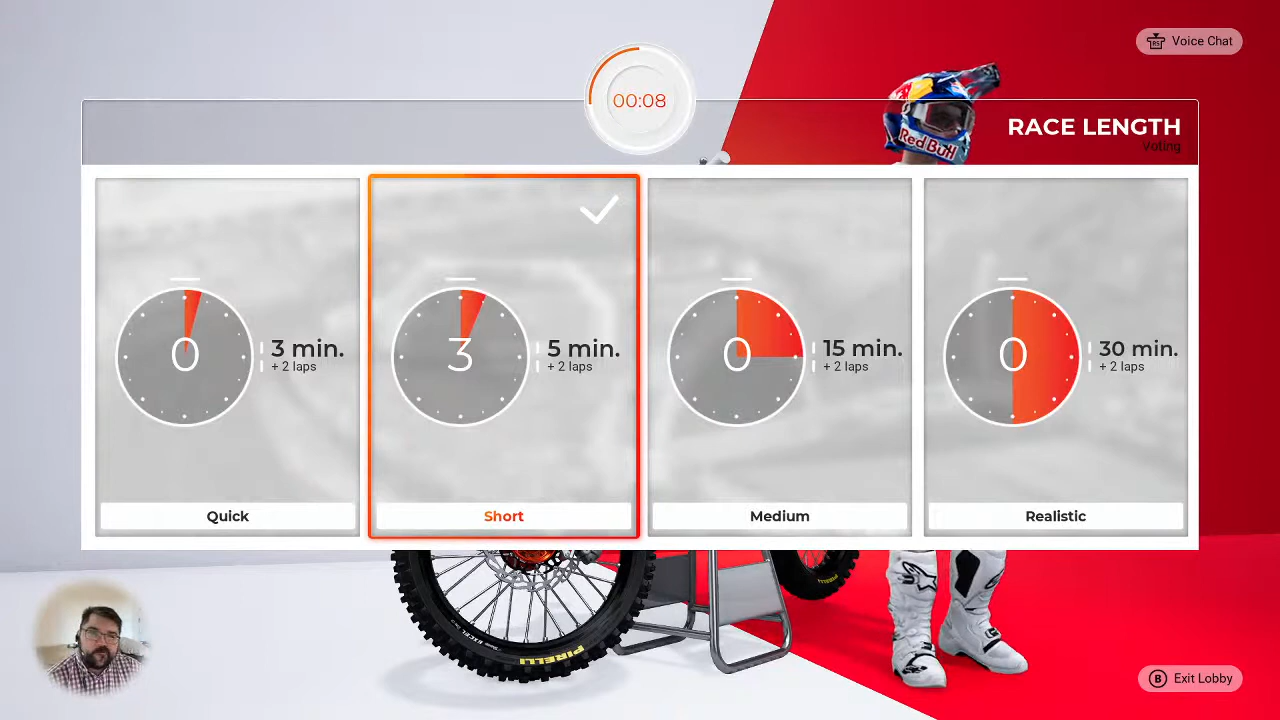 Voice Chat
00:08
RACE LENGTH
Voting
Red Bull
0
3 min.
+ 2 laps
Quick
3
5 min.
+ 2 laps
Short
0
15 min.
+ 2 laps
Medium
0
30 min.
+ 2 laps
Realistic
PIRELLI
PIRELLI
B Exit Lobby